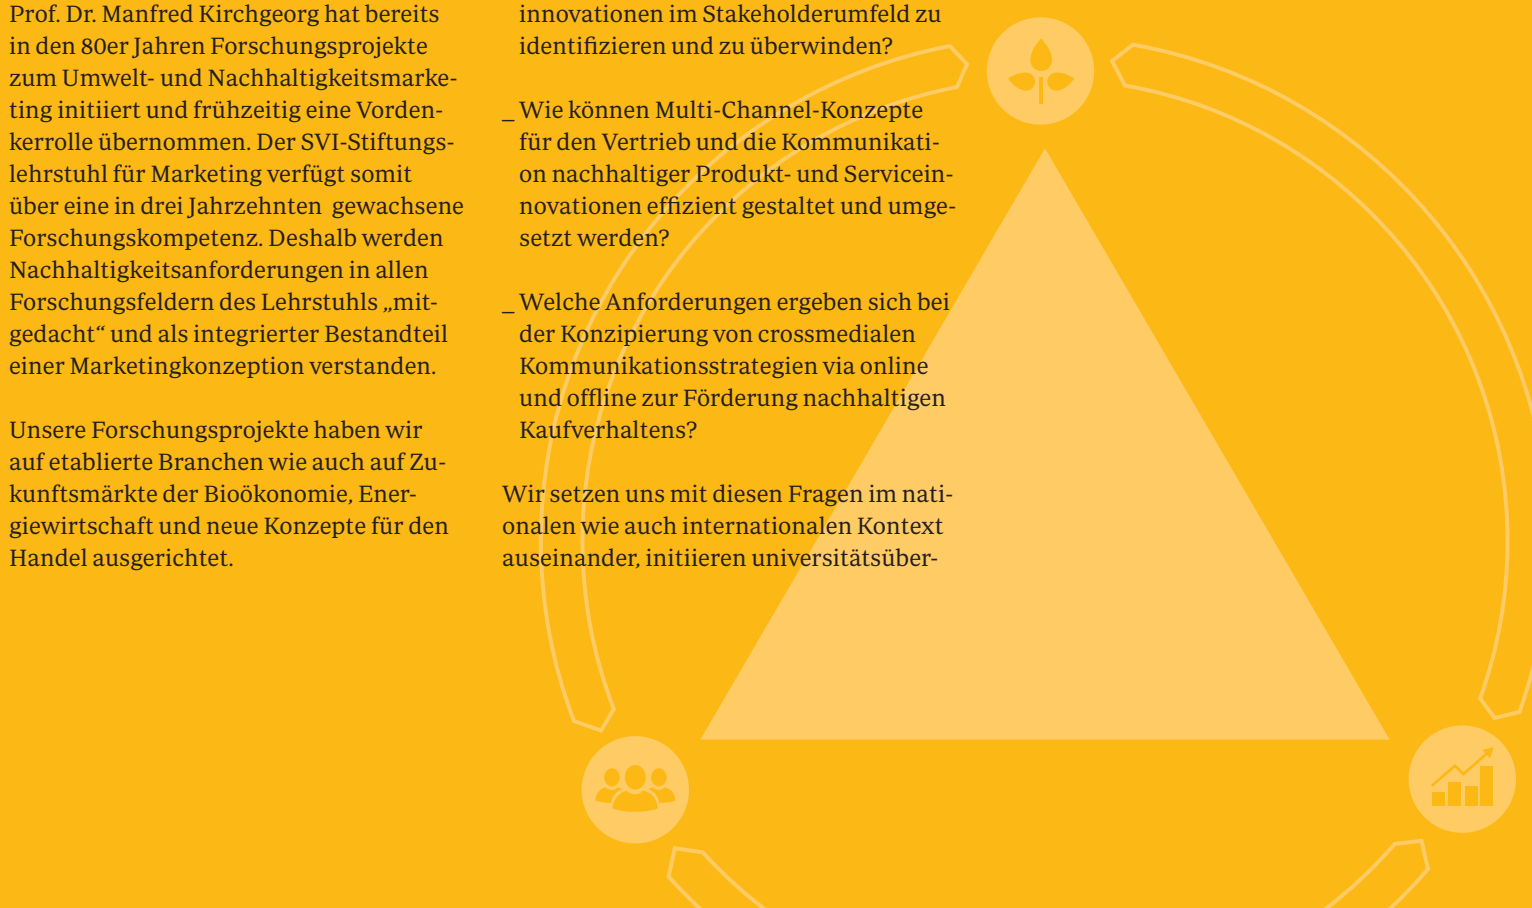 Prof. Dr. Manfred Kirchgeorg hat bereits
in den 80er Jahren Forschungsprojekte
zum Umwelt- und Nachhaltigkeitsmarke-
ting initiiert und frühzeitig eine Vorden-
kerrolle übernommen. Der SVI-Stiftungs-
lehrstuhl für Marketing verfügt somit
über eine in drei Jahrzehnten gewachsene
Forschungskompetenz. Deshalb werden
Nachhaltigkeitsanforderungen in allen
Forschungsfeldern des Lehrstuhls „mit-
gedacht“ und als integrierter Bestandteil
einer Marketingkonzeption verstanden.
Unsere Forschungsprojekte haben wir
auf etablierte Branchen wie auch auf Zu-
kunftsmärkte der Bioökonomie, Ener-
giewirtschaft und neue Konzepte für den
Handel ausgerichtet.
innovationen im Stakeholderumfeld zu
identifizieren und zu überwinden?
_ Wie können Multi-Channel-Konzepte
für den Vertrieb und die Kommunikati-
on nachhaltiger Produkt- und Servicein-
novationen effizient gestaltet und umge-
setzt werden?
_ Welche Anforderungen ergeben sich bei
der Konzipierung von crossmedialen
Kommunikationsstrategien via online
und offline zur Förderung nachhaltigen
Kaufverhaltens?
Wir setzen uns mit diesen Fragen im nati-
onalen wie auch internationalen Kontext
auseinander, initiieren universitätsüber-